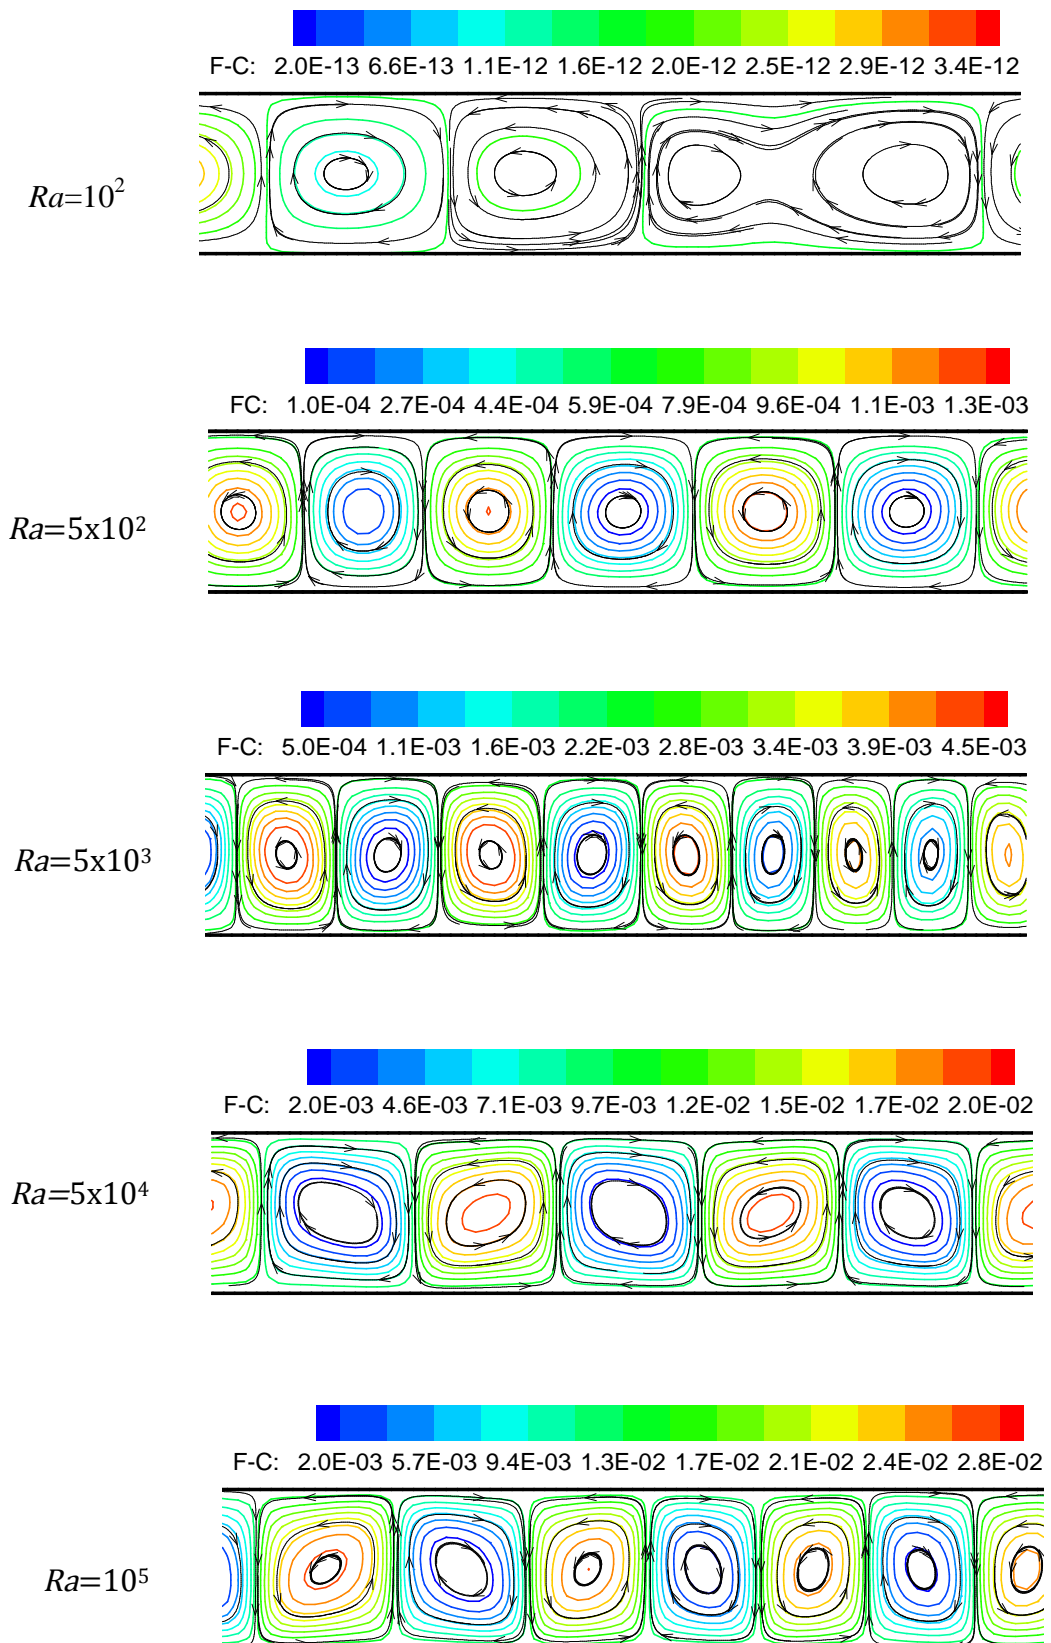 F-C: 2.0E-13 6.6E-13 1.1E-12 1.6E-12 2.0E-12 2.5E-12 2.9E-12 3.4E-12
Ra=10²
FC: 1.0E-04 2.7E-04 4.4E-04 5.9E-04 7.9E-04 9.6E-04 1.1E-03 1.3E-03
Ra=5x10²
F-C: 5.0E-04 1.1E-03 1.6E-03 2.2E-03 2.8E-03 3.4E-03 3.9E-03 4.5E-03
Ra=5x10³
F-C: 2.0E-03 4.6E-03 7.1E-03 9.7E-03 1.2E-02 1.5E-02 1.7E-02 2.0E-02
Ra=5x10⁴
F-C: 2.0E-03 5.7E-03 9.4E-03 1.3E-02 1.7E-02 2.1E-02 2.4E-02 2.8E-02
Ra=10⁵